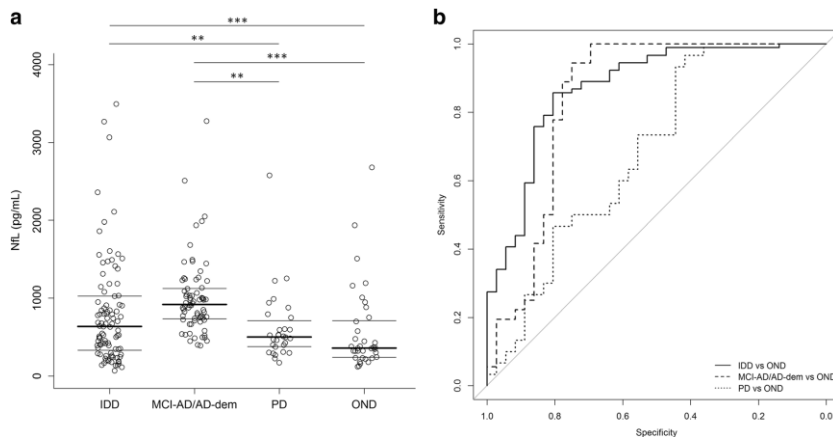 a
***
**
***
**
4000
3000
2000
1000
0
NfL (pg/mL)
IDD
MCI-AD/AD-dem
PD
OND
b
1.0
0.8
0.6
0.4
0.2
0.0
Sensitivity
IDD vs OND
MCI-AD/AD-dem vs OND
PD vs OND
1.0
0.8
0.6
0.4
0.2
0.0
Specificity